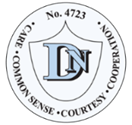 No. 4723
• CARE • COMMON SENSE • COURTESY • COOPERATION •
DN